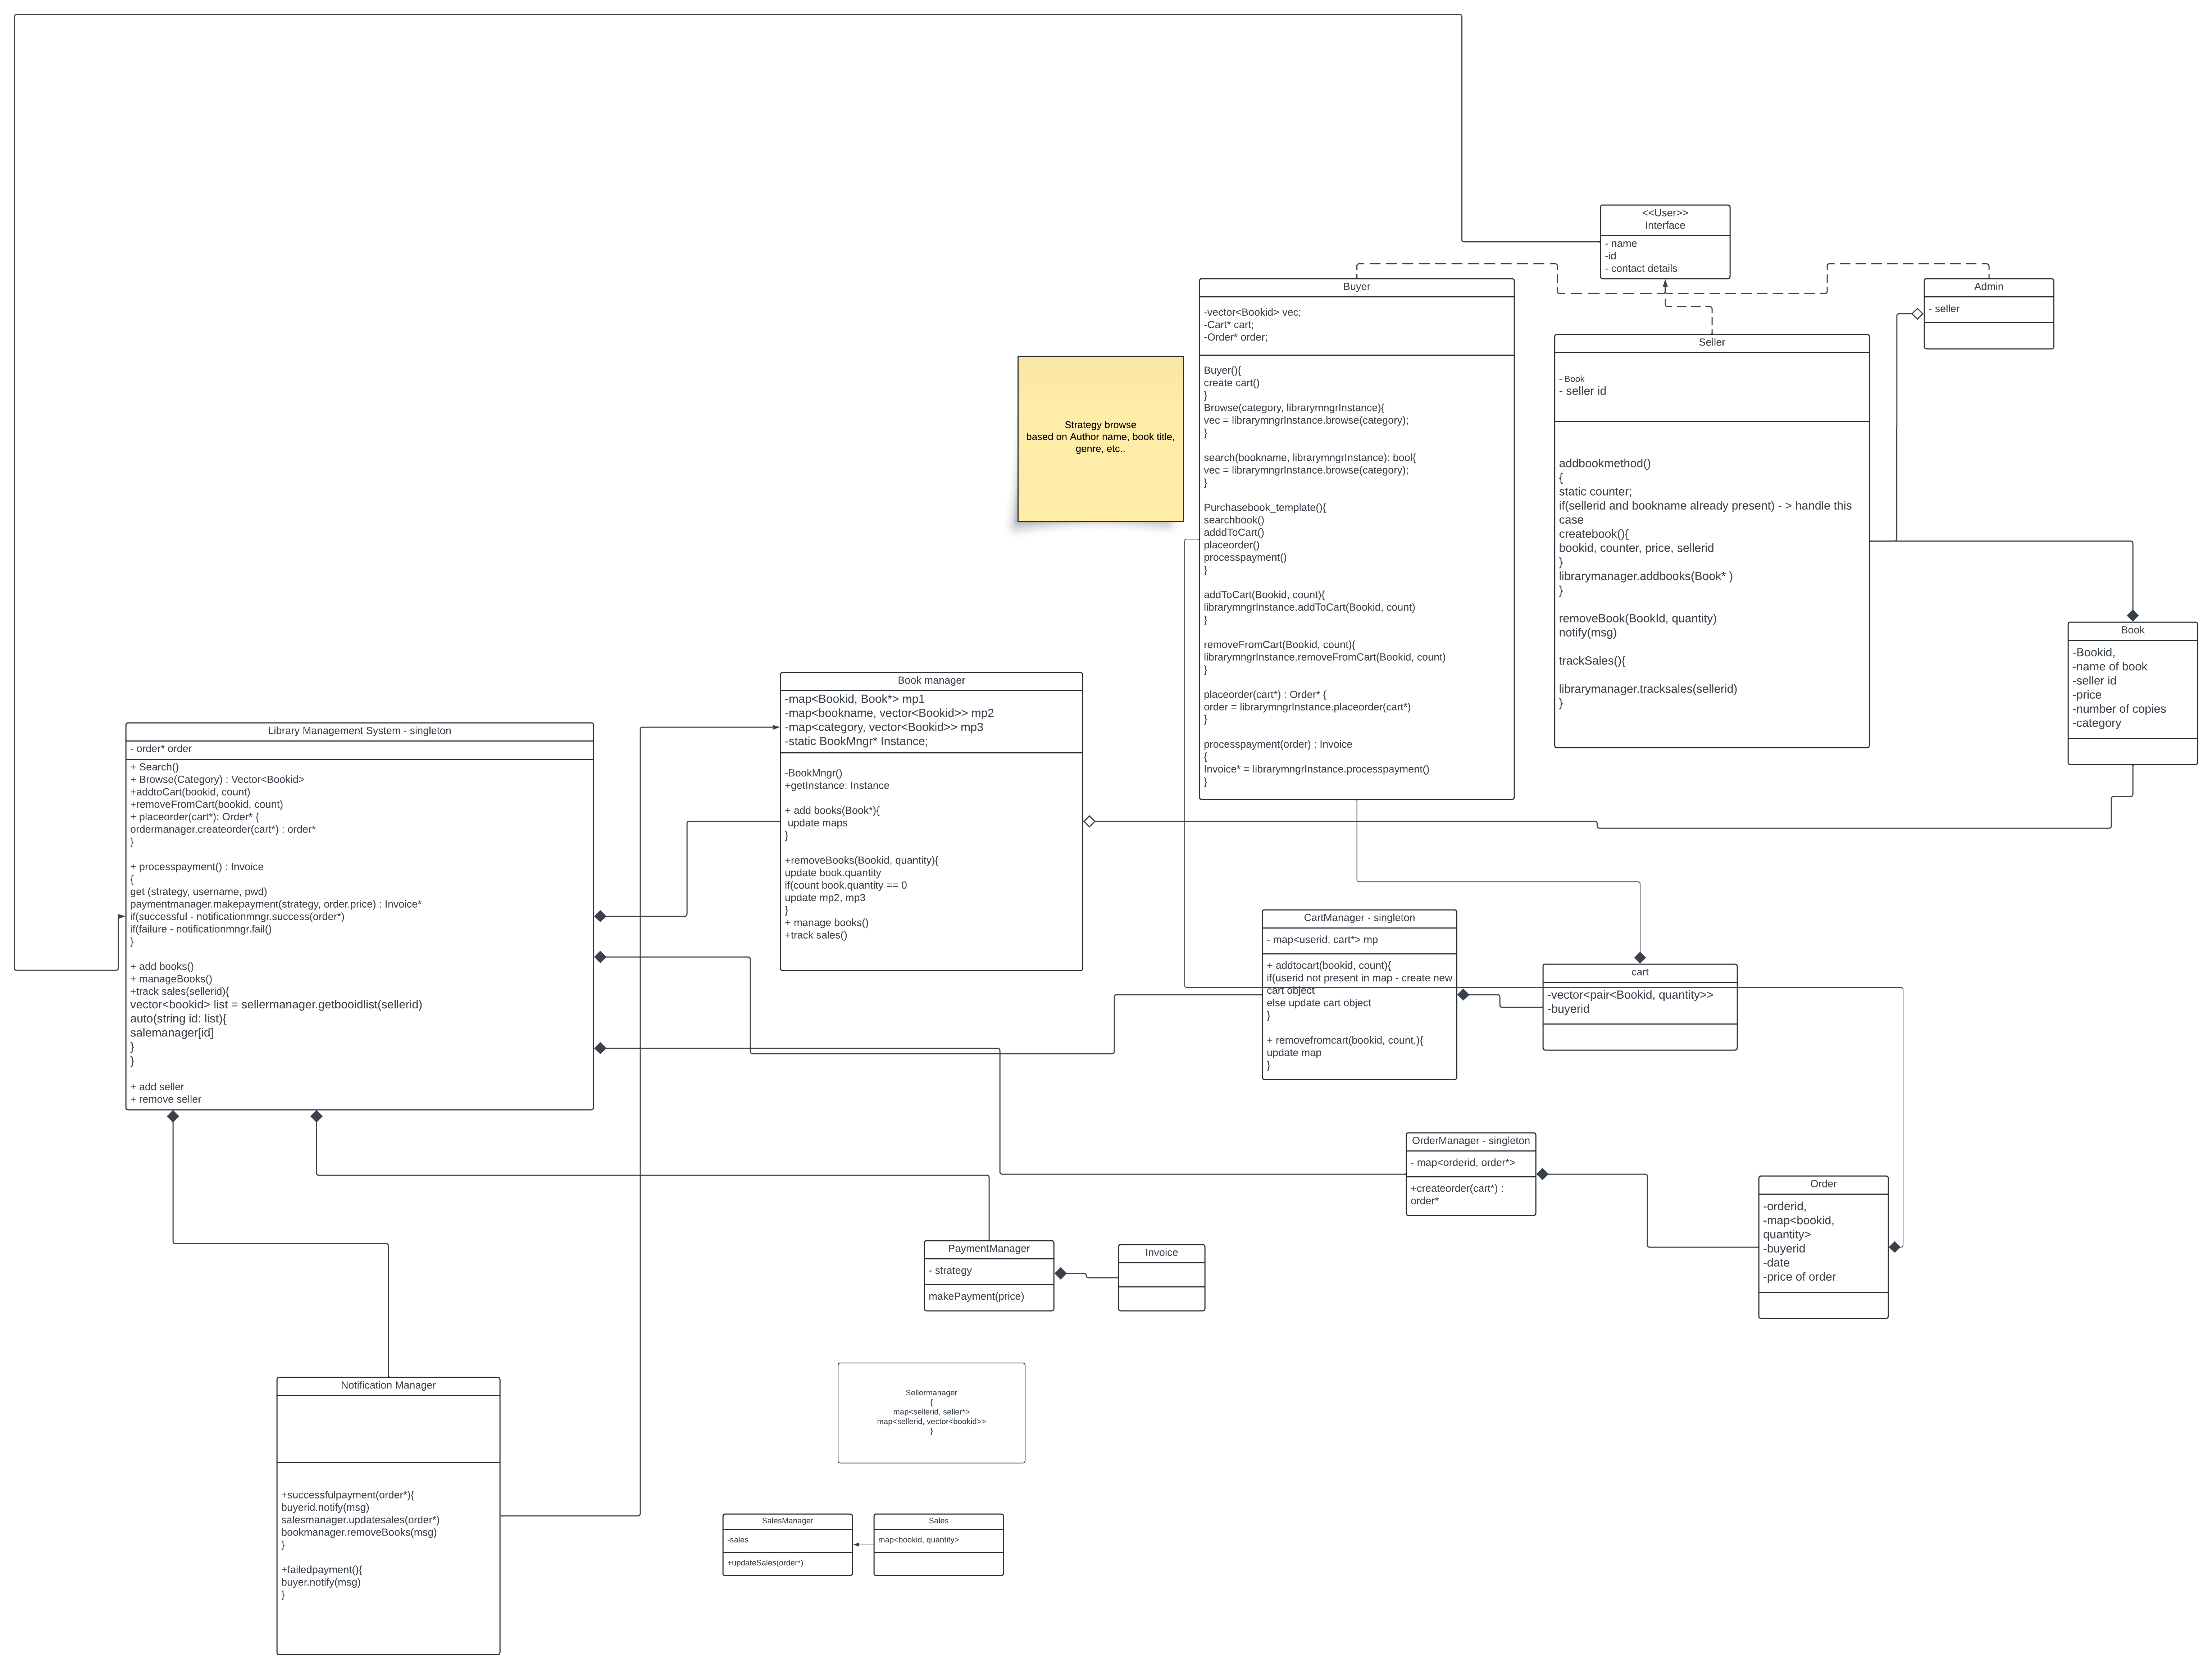 <<User>>
Interface
- name
-id
- contact details
Buyer
-vector<Bookid> vec;
-Cart* cart;
-Order* order;
Buyer(){
create cart()
}
Browse(category, librarymngrInstance){
vec = librarymngrInstance.browse(category);
}
search(bookname, librarymngrInstance): bool{
vec = librarymngrInstance.browse(category);
}
Purchasebook_template(){
searchbook()
adddToCart()
placeorder()
processpayment()
}
addToCart(Bookid, count){
librarymngrInstance.addToCart(Bookid, count)
}
removeFromCart(Bookid, count){
librarymngrInstance.removeFromCart(Bookid, count)
}
placeorder(cart*) : Order* {
order = librarymngrInstance.placeorder(cart*)
}
processpayment(order) : Invoice
{
Invoice* = librarymngrInstance.processpayment()
}
Admin
- seller
Seller
- Book
- seller id
addbookmethod()
{
static counter;
if(sellerid and bookname already present) - > handle this
case
createbook(){
bookid, counter, price, sellerid
}
librarymanager.addbooks(Book* )
}
removeBook(BookId, quantity)
notify(msg)
trackSales(){
librarymanager.tracksales(sellerid)
}
Strategy browse
based on Author name, book title,
genre, etc..
Book
-Bookid,
-name of book
-seller id
-price
-number of copies
-category
Book manager
-map<Bookid, Book*> mp1
-map<bookname, vector<Bookid>> mp2
-map<category, vector<Bookid>> mp3
-static BookMngr* Instance;
-BookMngr()
+getInstance: Instance
+ add books(Book*){
update maps
}
+removeBooks(Bookid, quantity){
update book.quantity
if(count book.quantity == 0
update mp2, mp3
}
+ manage books()
+track sales()
Library Management System - singleton
- order* order
+ Search()
+ Browse(Category) : Vector<Bookid>
+addtoCart(bookid, count)
+removeFromCart(bookid, count)
+ placeorder(cart*): Order* {
ordermanager.createorder(cart*) : order*
}
+ processpayment() : Invoice
{
get (strategy, username, pwd)
paymentmanager.makepayment(strategy, order.price) : Invoice*
if(successful - notificationmngr.success(order*)
if(failure - notificationmngr.fail()
}
+ add books()
+ manageBooks()
+track sales(sellerid){
vector<bookid> list = sellermanager.getbooidlist(sellerid)
auto(string id: list){
salemanager[id]
}
}
+ add seller
+ remove seller
CartManager - singleton
- map<userid, cart*> mp
+ addtocart(bookid, count){
if(userid not present in map - create new
cart object
else update cart object
}
+ removefromcart(bookid, count,){
update map
}
cart
-vector<pair<Bookid, quantity>>
-buyerid
OrderManager - singleton
- map<orderid, order*>
+createorder(cart*) :
order*
Order
-orderid,
-map<bookid,
quantity>
-buyerid
-date
-price of order
PaymentManager
- strategy
makePayment(price)
Invoice
Notification Manager
+successfulpayment(order*){
buyerid.notify(msg)
salesmanager.updatesales(order*)
bookmanager.removeBooks(msg)
}
+failedpayment(){
buyer.notify(msg)
}
Sellermanager
{
map<sellerid, seller*>
map<sellerid, vector<bookid>>
}
SalesManager
-sales
+updateSales(order*)
Sales
map<bookid, quantity>